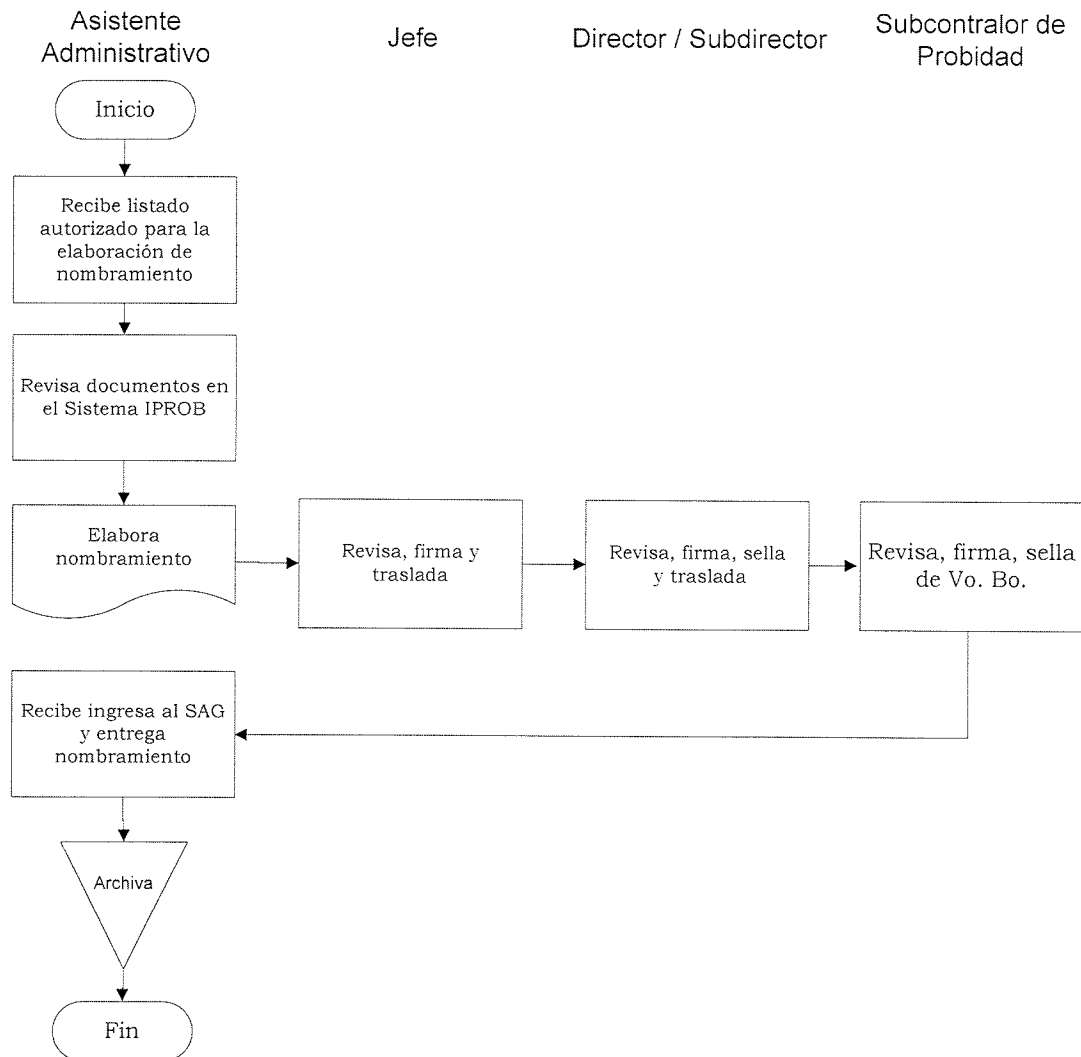 Asistente
Administrativo
Jefe
Director / Subdirector
Subcontralor de
Probidad
Inicio
Recibe listado
autorizado para la
elaboración de
nombramiento
Revisa documentos en
el Sistema IPROB
Elabora
nombramiento
Revisa, firma y
traslada
Revisa, firma, sella
y traslada
Revisa, firma, sella
de Vo. Bo.
Recibe ingresa al SAG
y entrega
nombramiento
Archiva
Fin